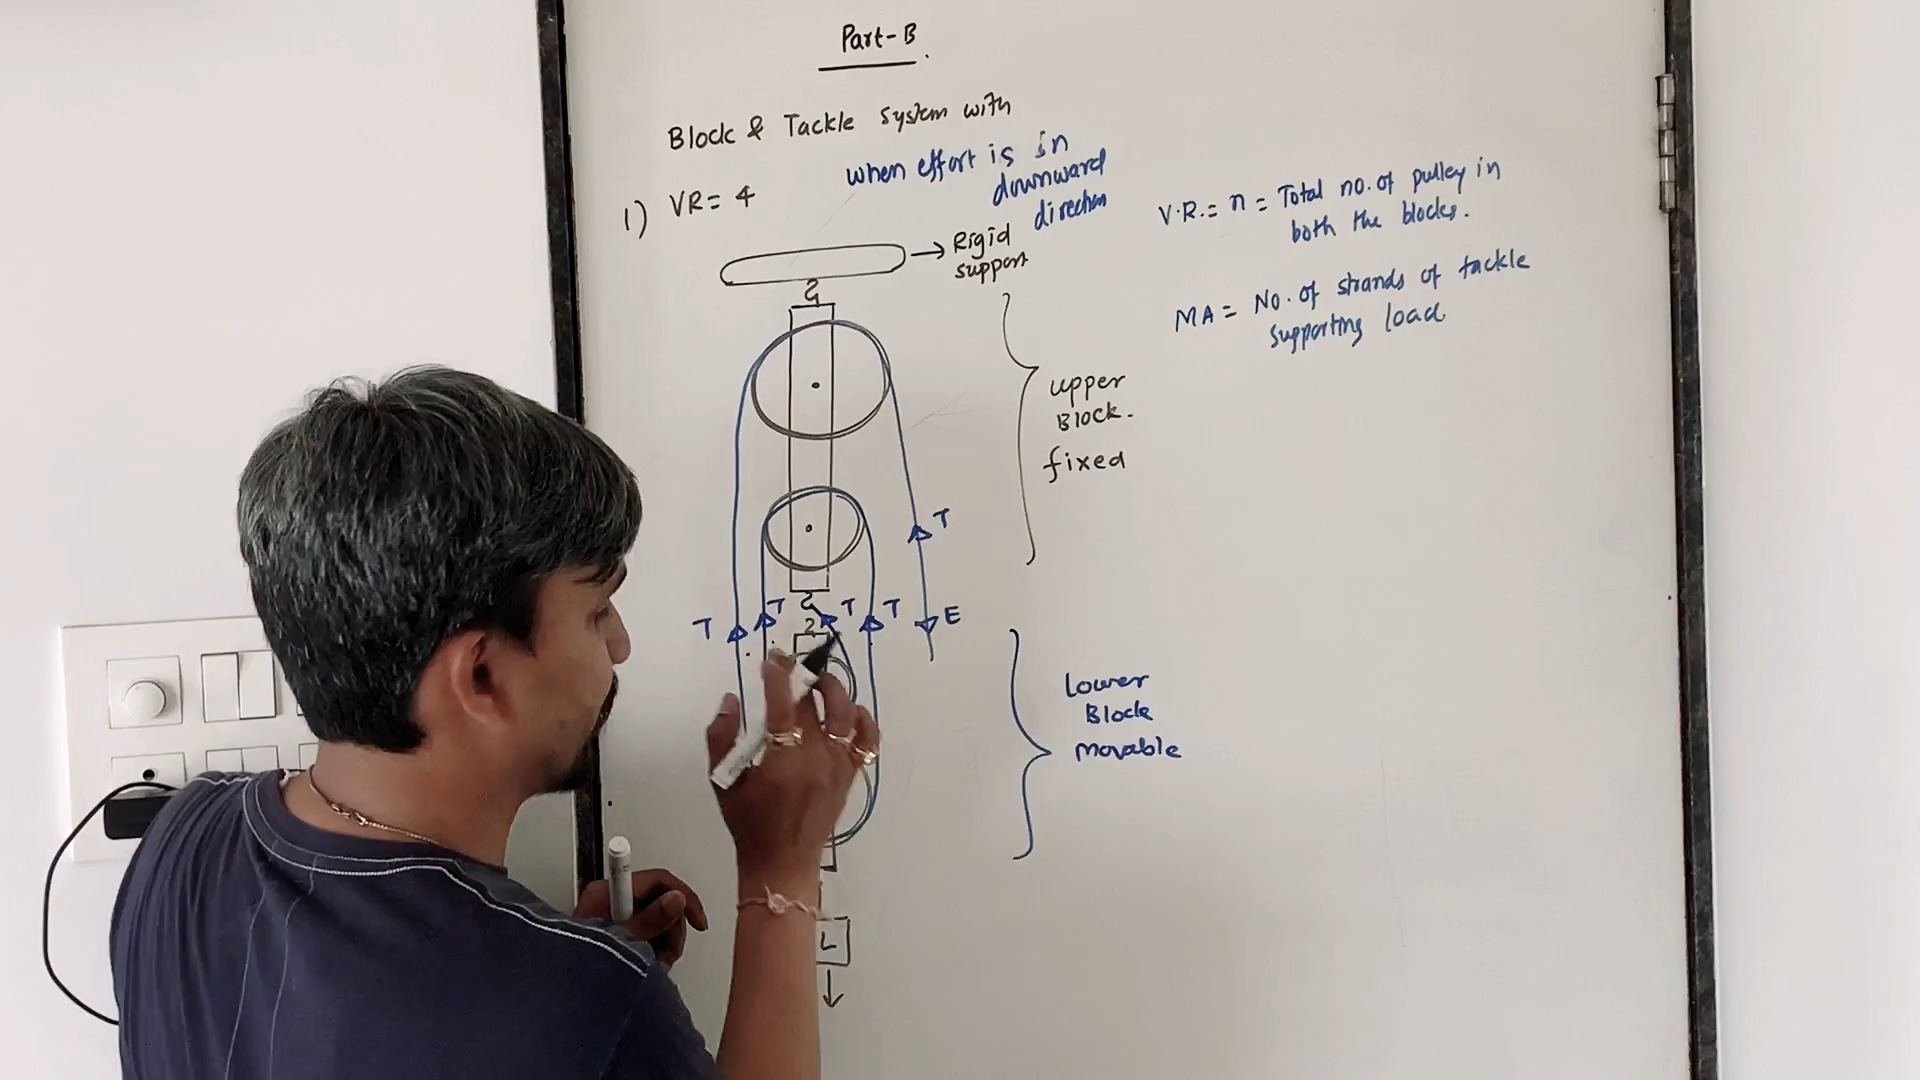 Part-B.
Block & Tackle System with
1) VR = 4
when effort is in
downward
direction
Rigid
support
V.R. = n = Total no. of pulley in
both the blocks.
MA = No. of strands of tackle
supporting load
upper
Block.
fixed
T
T
T
T
T
E
Lower
Block
movable
L